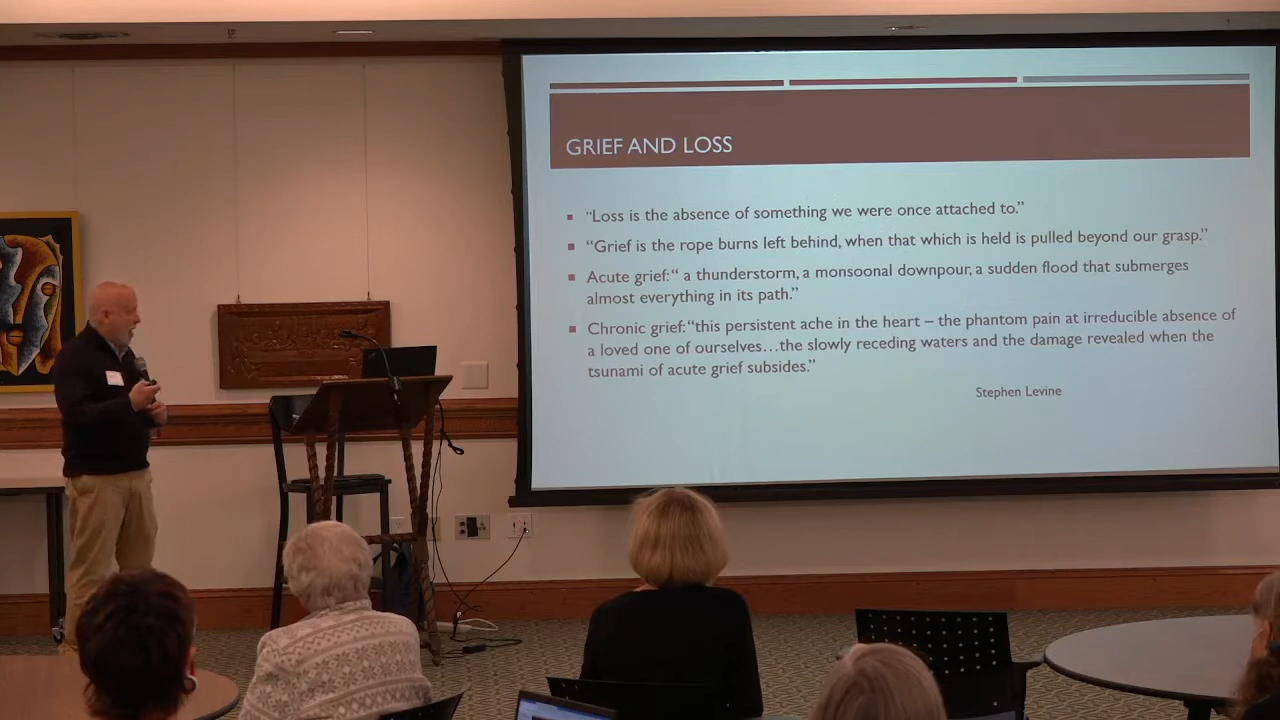 GRIEF AND LOSS
"Loss is the absence of something we were once attached to."
"Grief is the rope burns left behind, when that which is held is pulled beyond our grasp."
Acute grief: " a thunderstorm, a monsoonal downpour, a sudden flood that submerges
almost everything in its path."
Chronic grief: "this persistent ache in the heart – the phantom pain at irreducible absence of
a loved one of ourselves…the slowly receding waters and the damage revealed when the
tsunami of acute grief subsides."
Stephen Levine